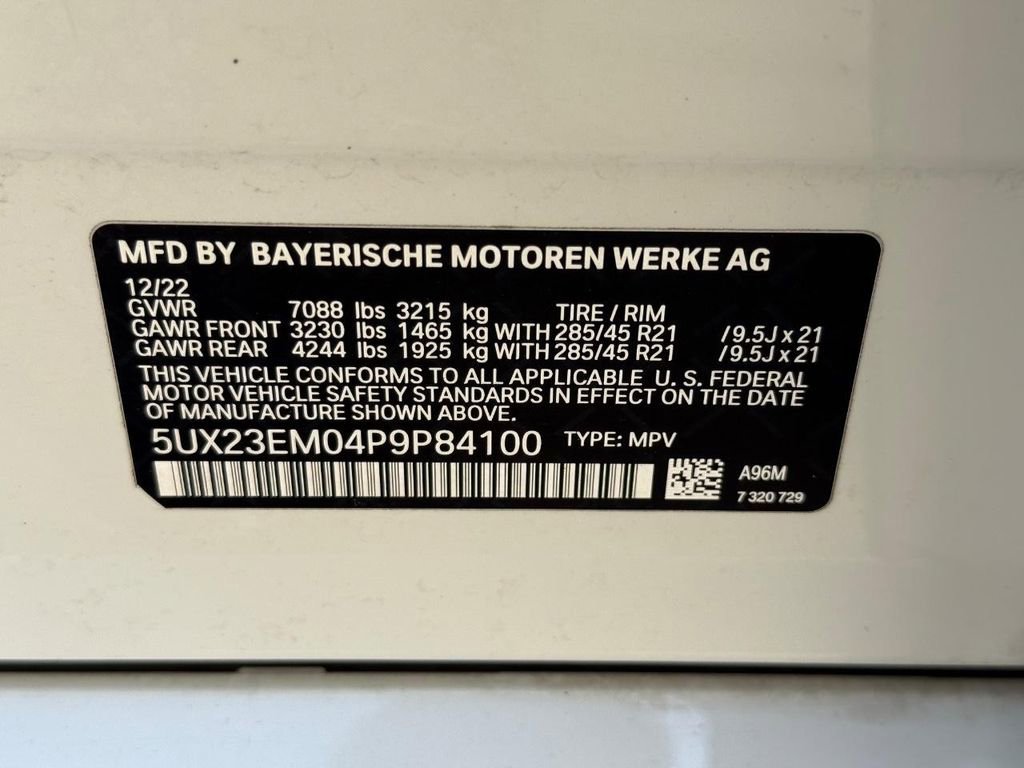 MFD BY BAYERISCHE MOTOREN WERKE AG
12/22
GVWR 7088 lbs 3215 kg TIRE / RIM
GAWR FRONT 3230 lbs 1465 kg WITH 285/45 R21 /9.5J x 21
GAWR REAR 4244 lbs 1925 kg WITH 285/45 R21 /9.5J x 21
THIS VEHICLE CONFORMS TO ALL APPLICABLE U. S. FEDERAL
MOTOR VEHICLE SAFETY STANDARDS IN EFFECT ON THE DATE
OF MANUFACTURE SHOWN ABOVE.
5UX23EM04P9P84100 TYPE: MPV
A96M
7 320 729